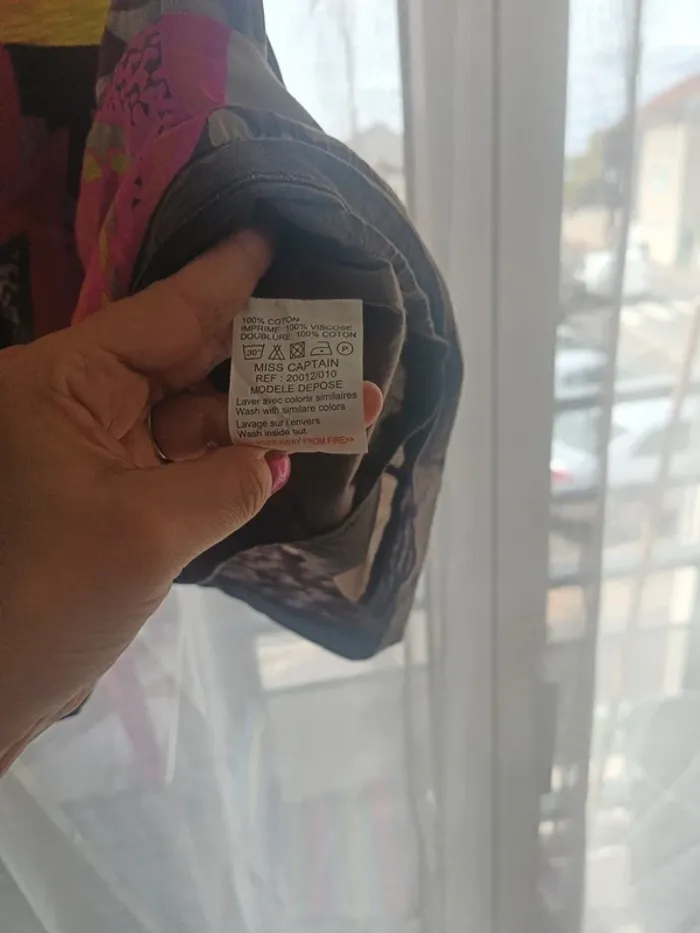 100% COTON
IMPRIME 100% VISCOSE
DOUBLURE 100% COTON
30° P
MISS CAPTAIN
REF : 20012/010
MODELE DEPOSE
Laver avec coloris similaires
Wash with similare colors
Lavage sur l'envers
Wash inside out
AWAY FROM FIRE>>